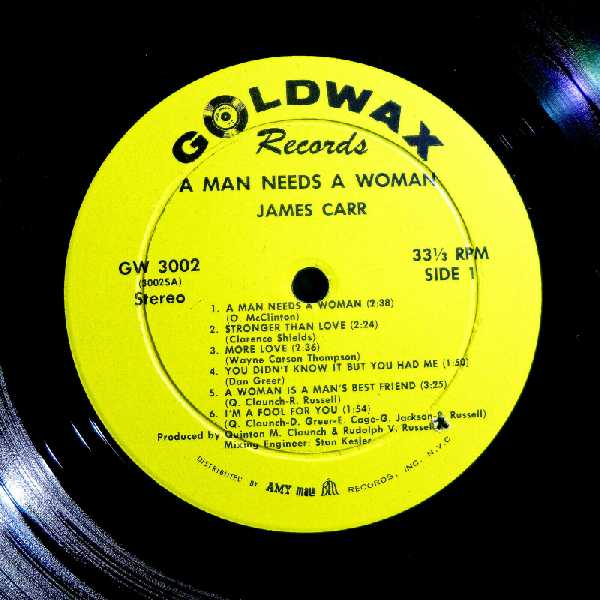 GOLDWAX
Records
A MAN NEEDS A WOMAN
JAMES CARR
GW 3002
(3002SA)
Stereo
33⅓ RPM
SIDE 1
1. A MAN NEEDS A WOMAN (2:38)
(O. McClinton)
2. STRONGER THAN LOVE (2:24)
(Clarence Shields)
3. MORE LOVE (2:36)
(Wayne Carson Thompson)
4. YOU DIDN'T KNOW IT BUT YOU HAD ME (1:50)
(Dan Greer)
5. A WOMAN IS A MAN'S BEST FRIEND (3:25)
(Q. Claunch-R. Russell)
6. I'M A FOOL FOR YOU (1:54)
(Q. Claunch-D. Greer-E. Cage-G. Jackson-R. Russell)
Produced by Quinton M. Claunch & Rudolph V. Russell
Mixing Engineer: Stan Kesler
DISTRIBUTED BY AMY mala BELL RECORDS, INC. N.Y.C